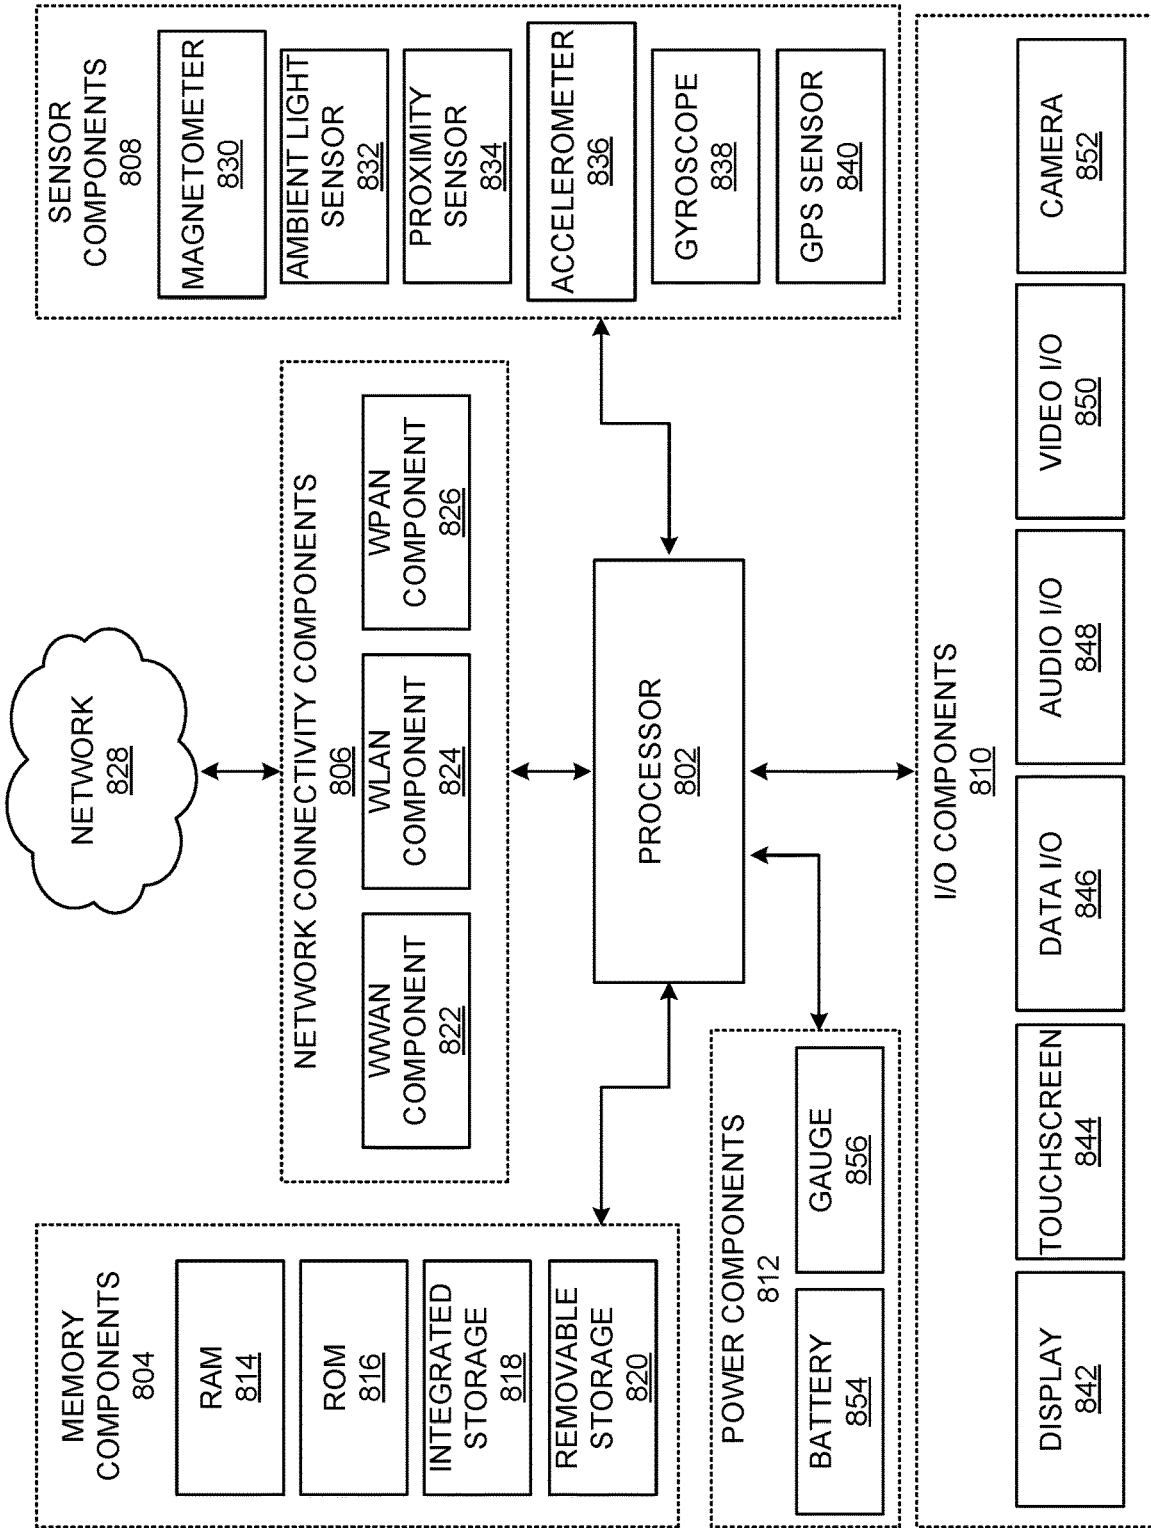 NETWORK
828
MEMORY
COMPONENTS
804
RAM
814
ROM
816
INTEGRATED
STORAGE
818
REMOVABLE
STORAGE
820
NETWORK CONNECTIVITY COMPONENTS
806
WWAN
COMPONENT
822
WLAN
COMPONENT
824
WPAN
COMPONENT
826
SENSOR
COMPONENTS
808
MAGNETOMETER
830
AMBIENT LIGHT
SENSOR
832
PROXIMITY
SENSOR
834
ACCELEROMETER
836
GYROSCOPE
838
GPS SENSOR
840
PROCESSOR
802
POWER COMPONENTS
812
BATTERY
854
GAUGE
856
I/O COMPONENTS
810
DISPLAY
842
TOUCHSCREEN
844
DATA I/O
846
AUDIO I/O
848
VIDEO I/O
850
CAMERA
852